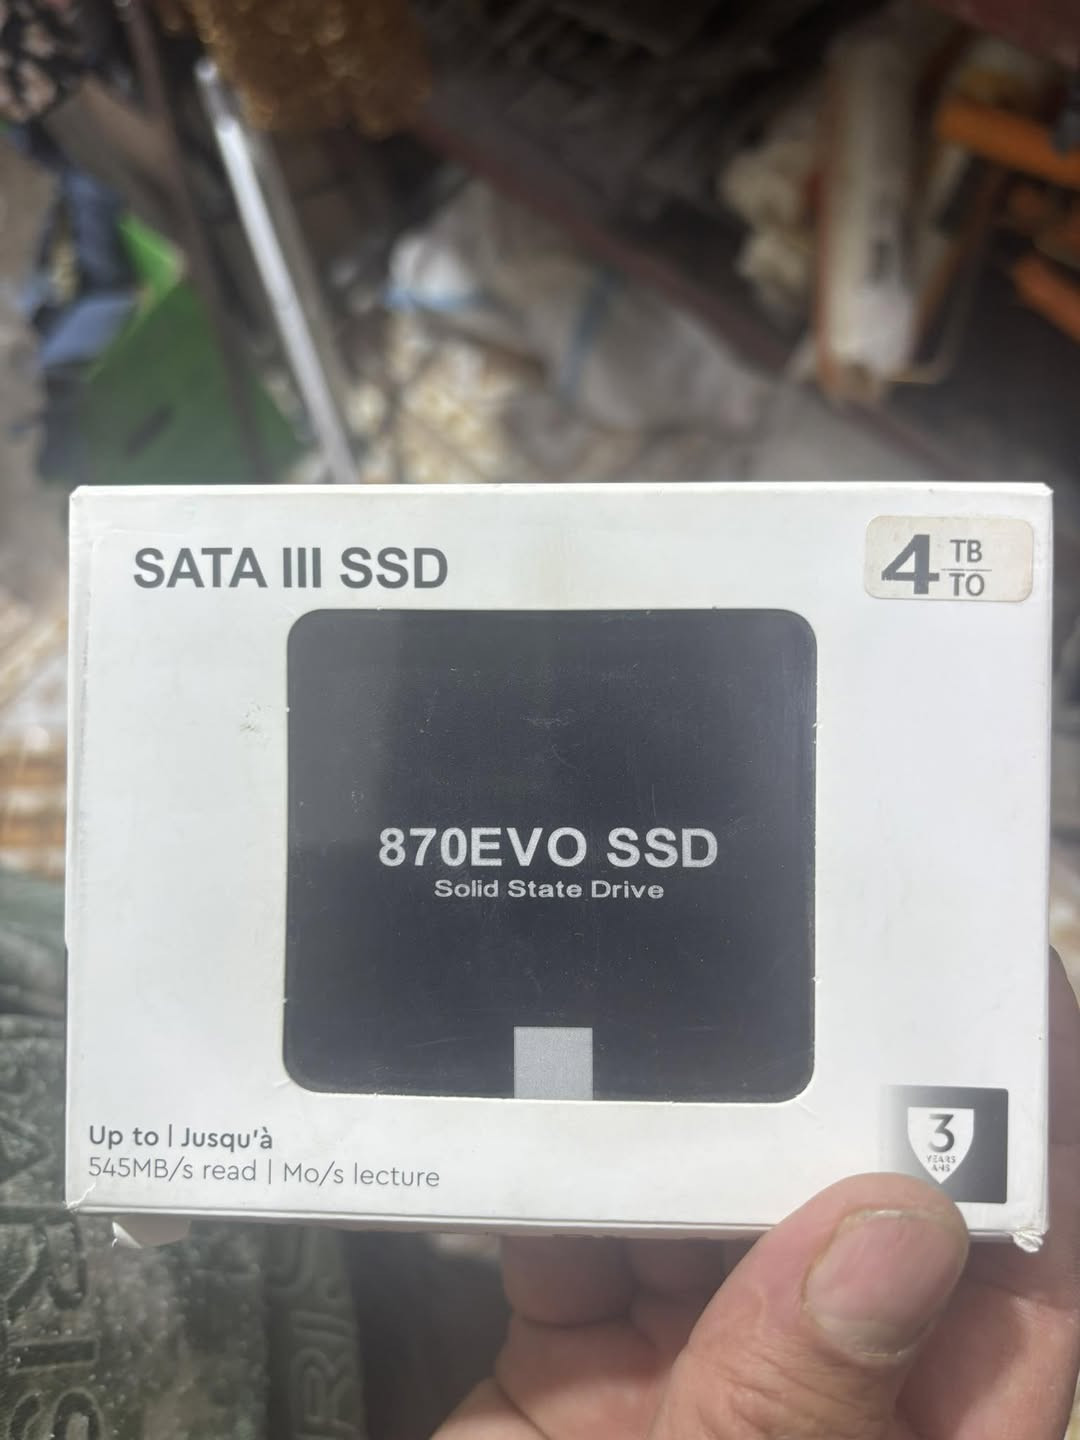 SATA III SSD
4 TB
TO
870EVO SSD
Solid State Drive
Up to | Jusqu'à
545MB/s read | Mo/s lecture
3
YEARS
ANS